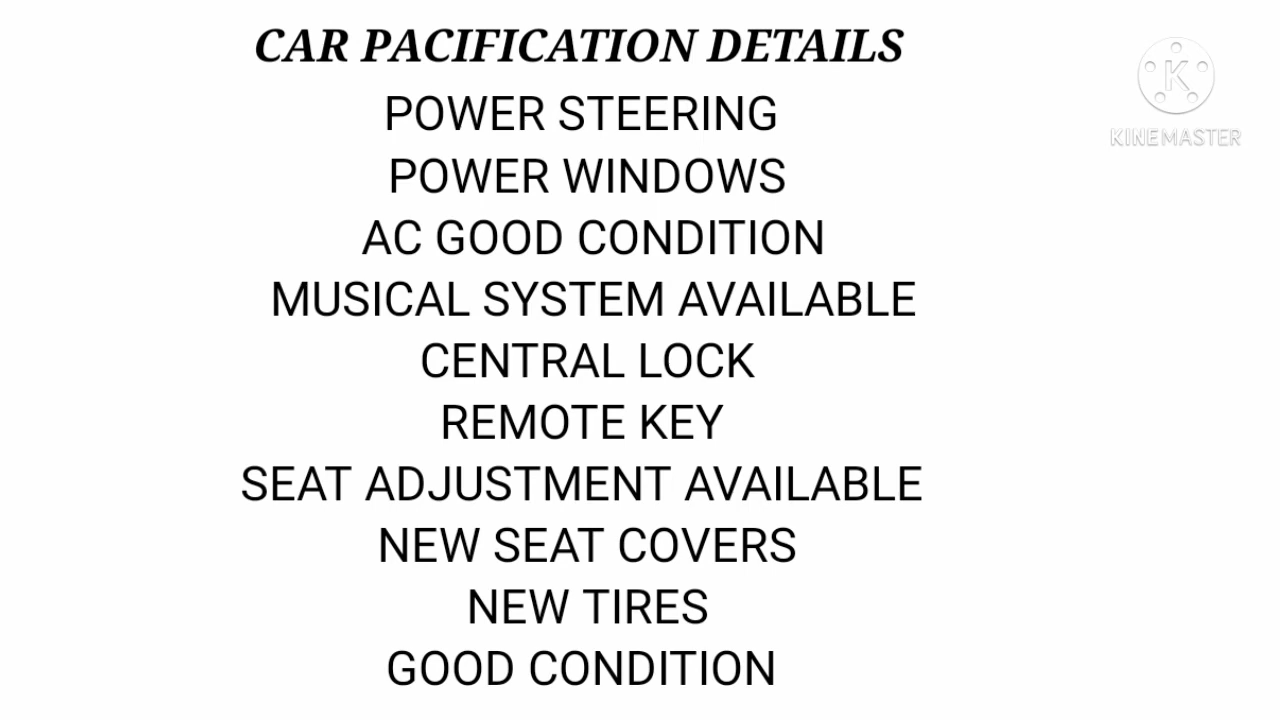 CAR PACIFICATION DETAILS
POWER STEERING
POWER WINDOWS
AC GOOD CONDITION
MUSICAL SYSTEM AVAILABLE
CENTRAL LOCK
REMOTE KEY
SEAT ADJUSTMENT AVAILABLE
NEW SEAT COVERS
NEW TIRES
GOOD CONDITION
K
KINEMASTER